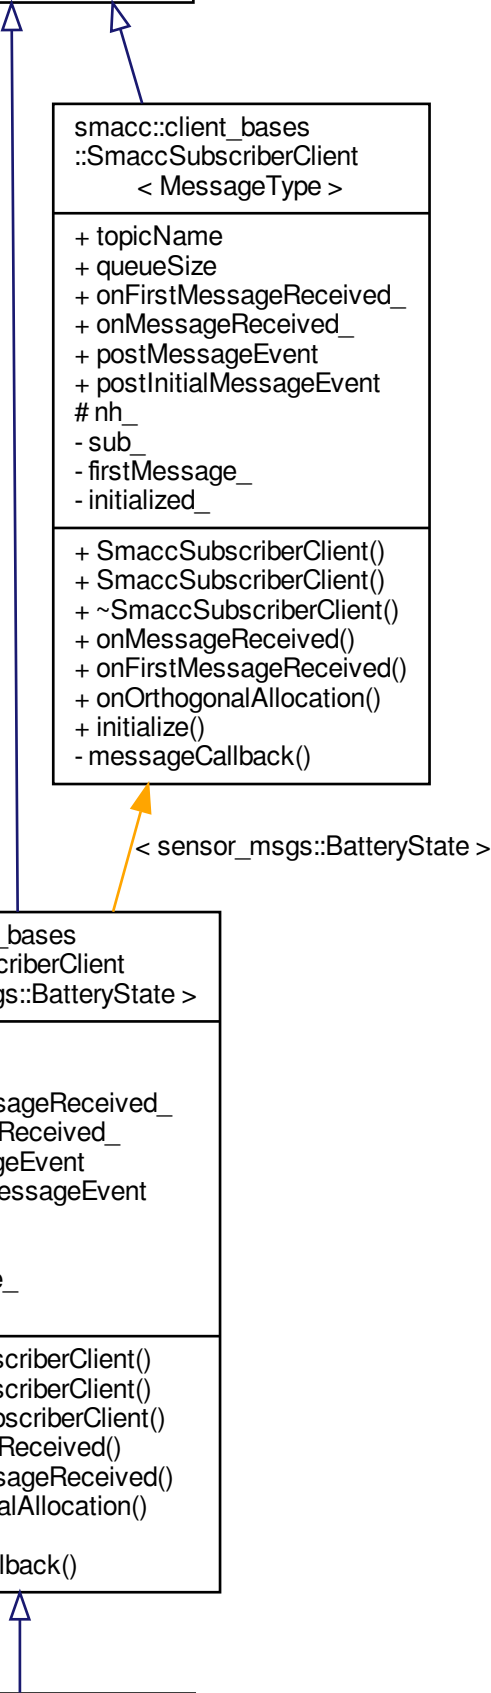 smacc::client_bases
::SmaccSubscriberClient
< MessageType >
+ topicName
+ queueSize
+ onFirstMessageReceived_
+ onMessageReceived_
+ postMessageEvent
+ postInitialMessageEvent
# nh_
- sub_
- firstMessage_
- initialized_
+ SmaccSubscriberClient()
+ SmaccSubscriberClient()
+ ~SmaccSubscriberClient()
+ onMessageReceived()
+ onFirstMessageReceived()
+ onOrthogonalAllocation()
+ initialize()
- messageCallback()
< sensor_msgs::BatteryState >
_bases
criberClient
gs::BatteryState >
sageReceived_
Received_
geEvent
essageEvent
e_
scriberClient()
scriberClient()
bscriberClient()
Received()
sageReceived()
alAllocation()
lback()